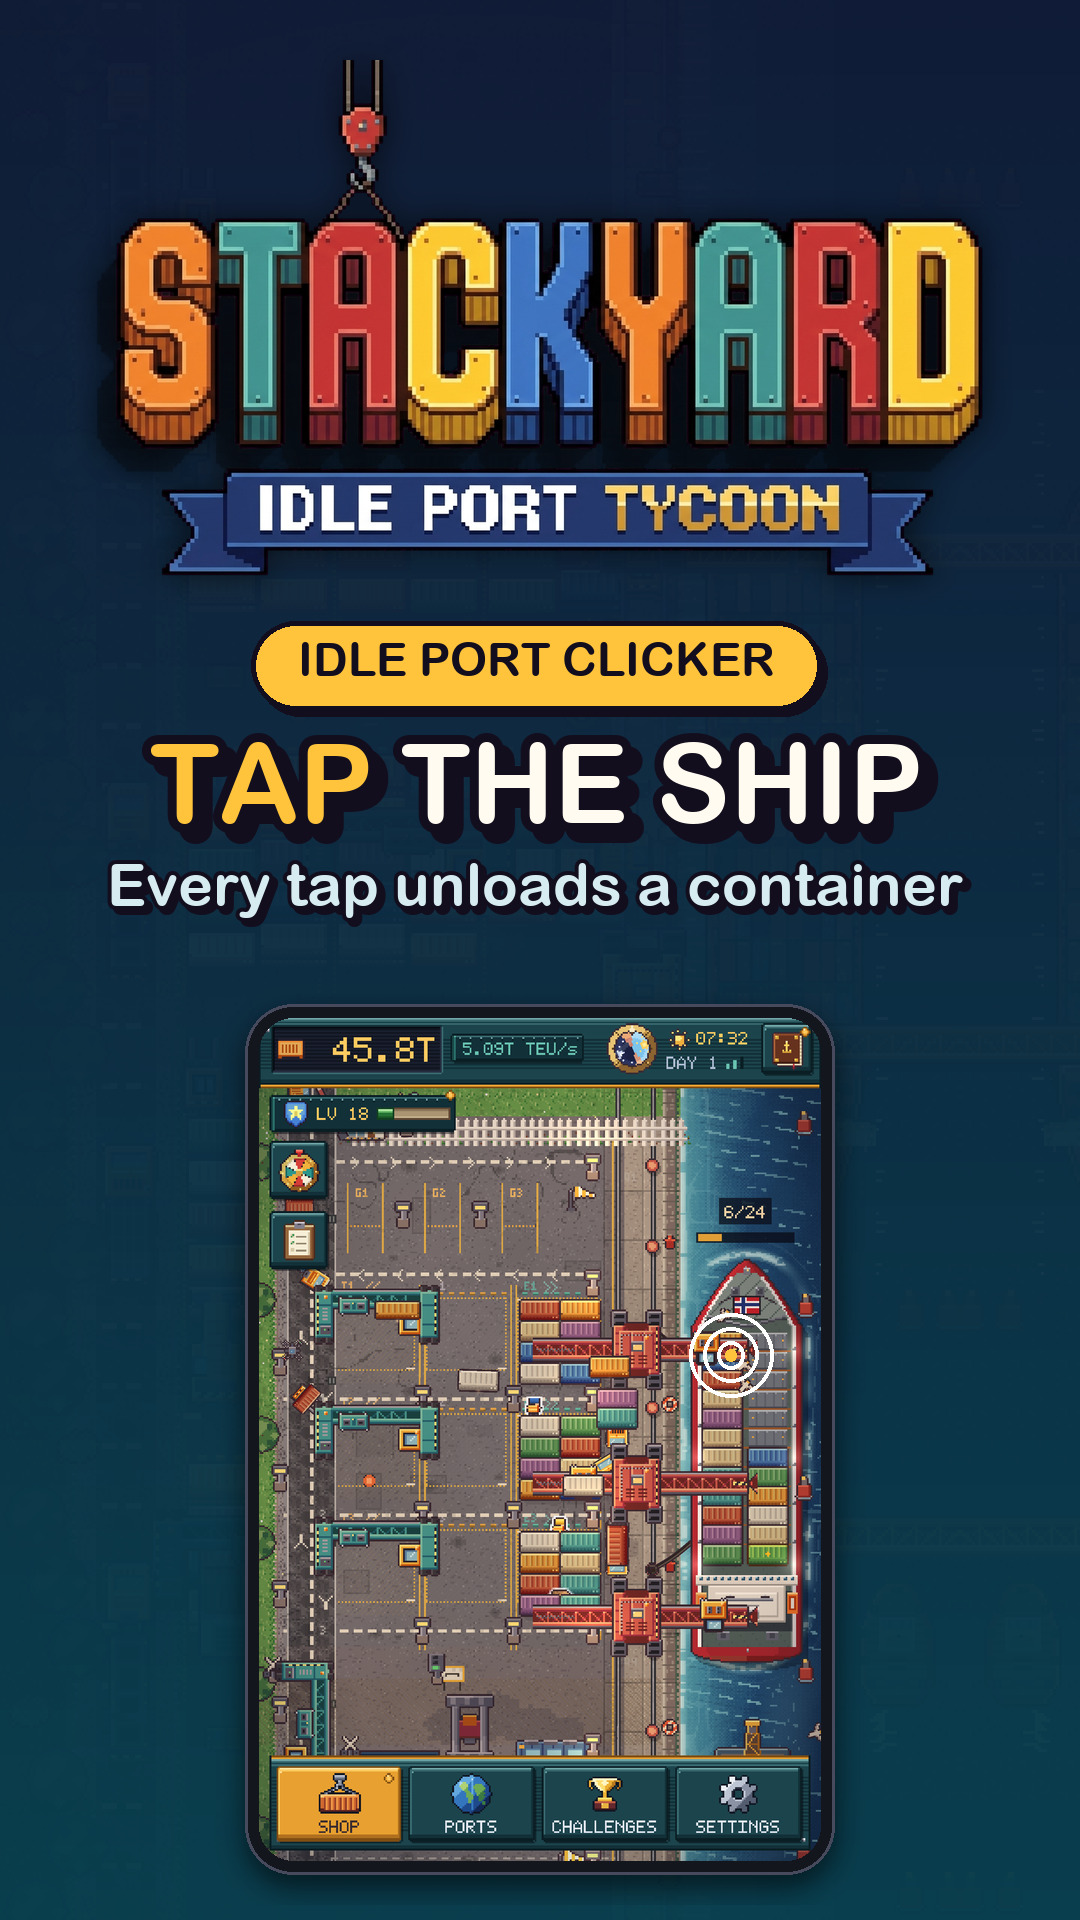 STACKYARD
IDLE PORT TYCOON
IDLE PORT CLICKER
TAP THE SHIP
Every tap unloads a container
45.8T
5.09T TEU/s
07:32
DAY 1
LV 18
G1
G2
G3
6/24
E1 >>
SHOP
PORTS
CHALLENGES
SETTINGS